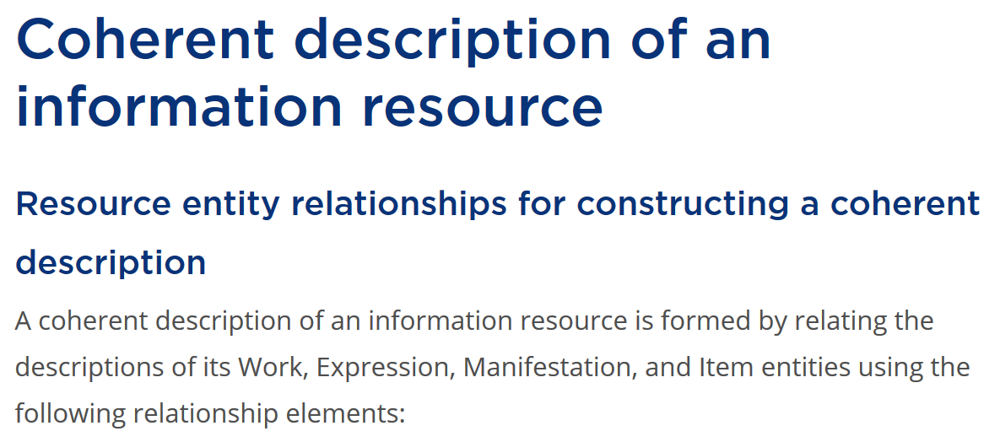 Coherent description of an
information resource
Resource entity relationships for constructing a coherent
description
A coherent description of an information resource is formed by relating the
descriptions of its Work, Expression, Manifestation, and Item entities using the
following relationship elements: